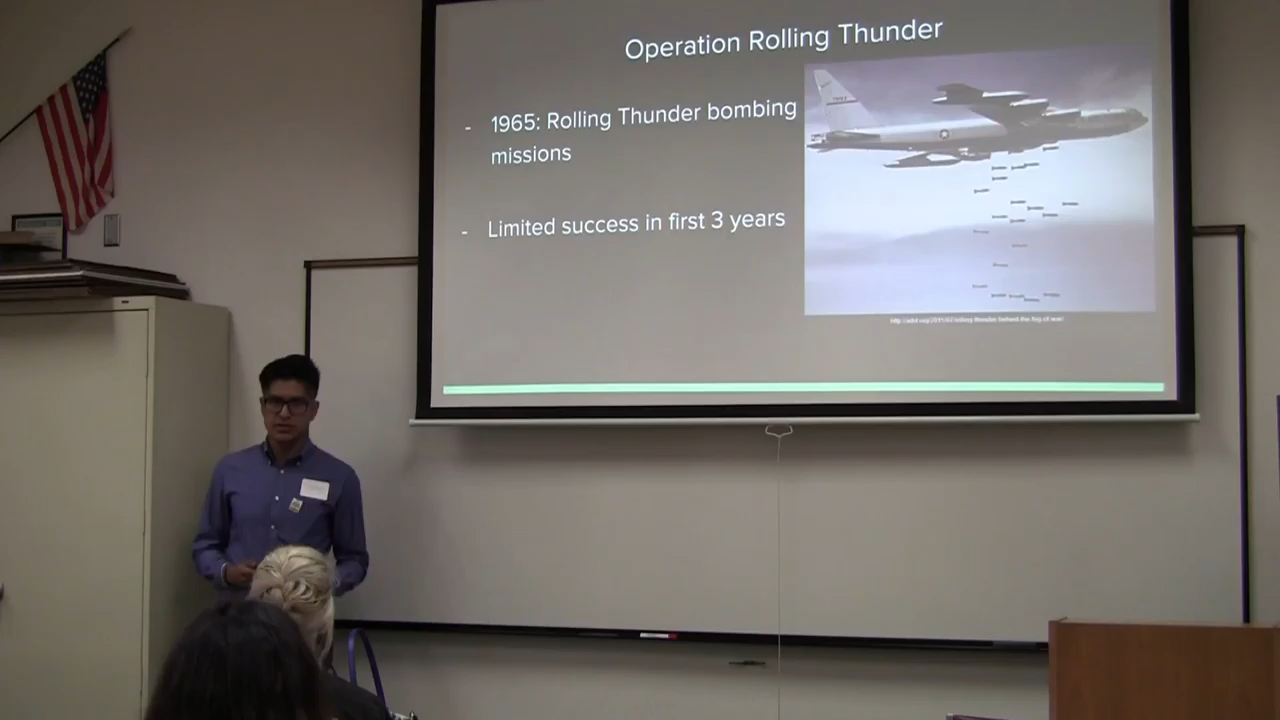 Operation Rolling Thunder
- 1965: Rolling Thunder bombing
missions
- Limited success in first 3 years